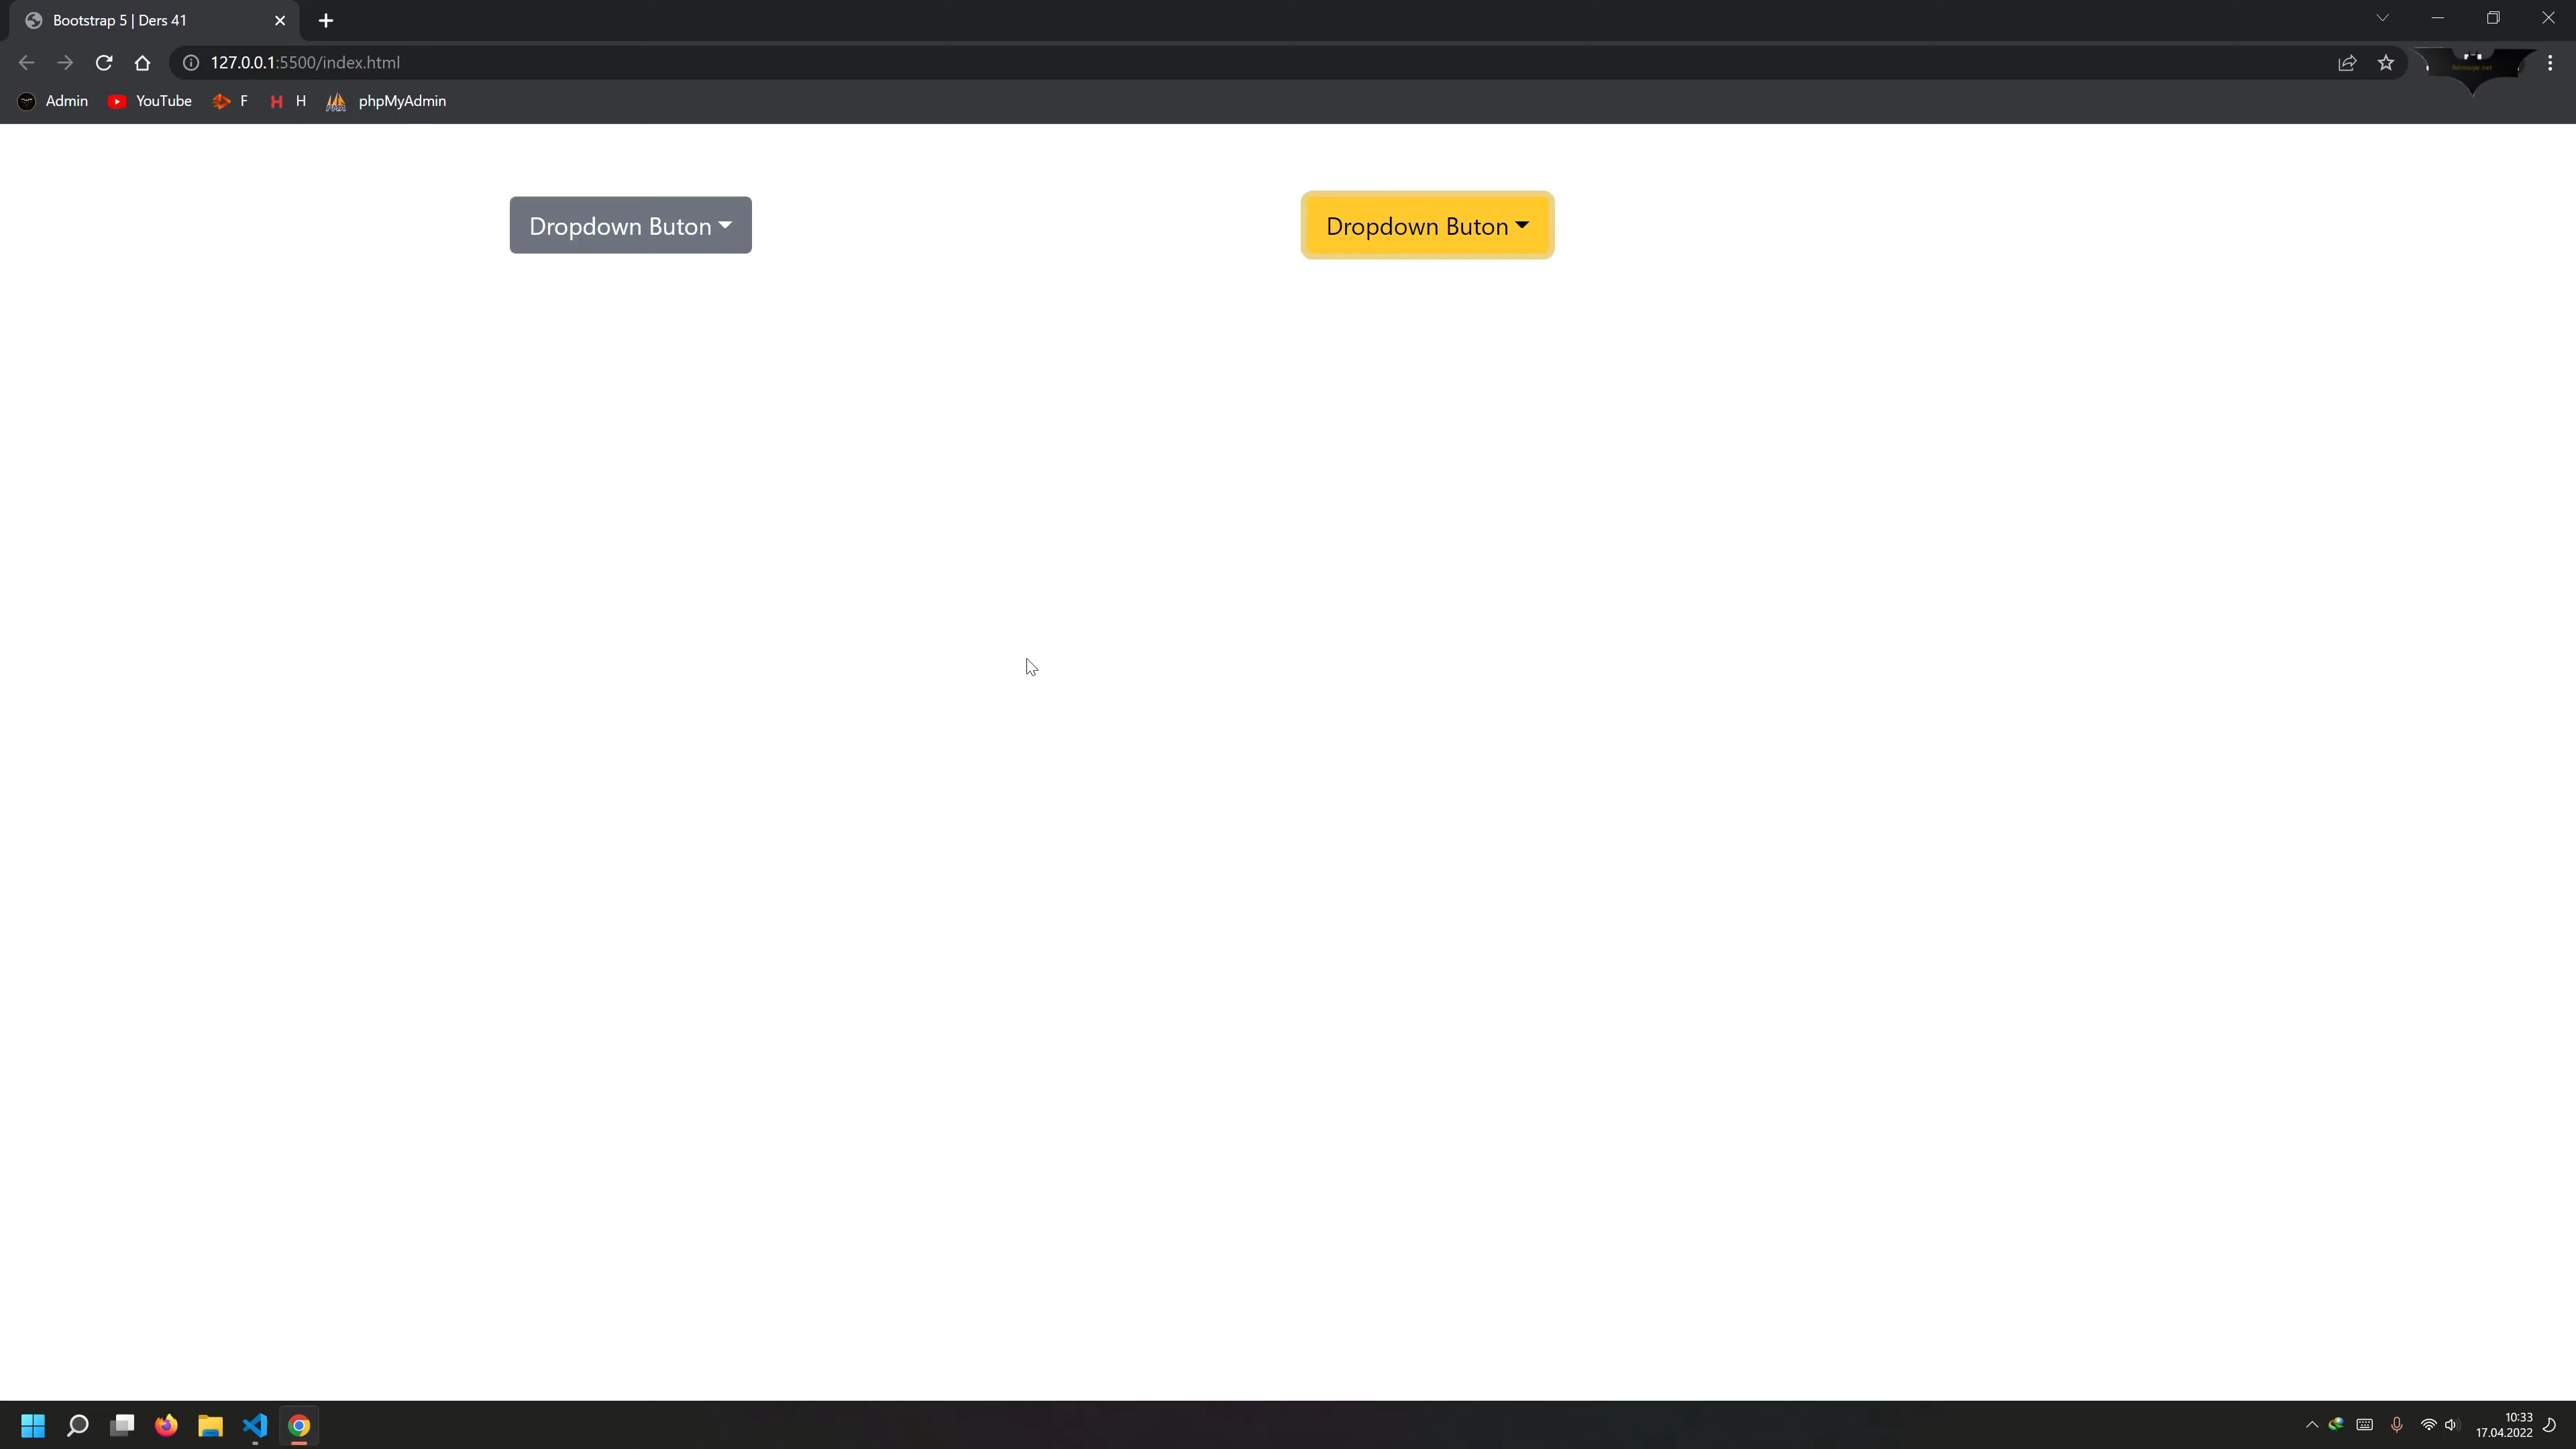 Bootstrap 5 | Ders 41
127.0.0.1:5500/index.html
Admin YouTube F H phpMyAdmin
Dropdown Buton Dropdown Buton
10:33
17.04.2022